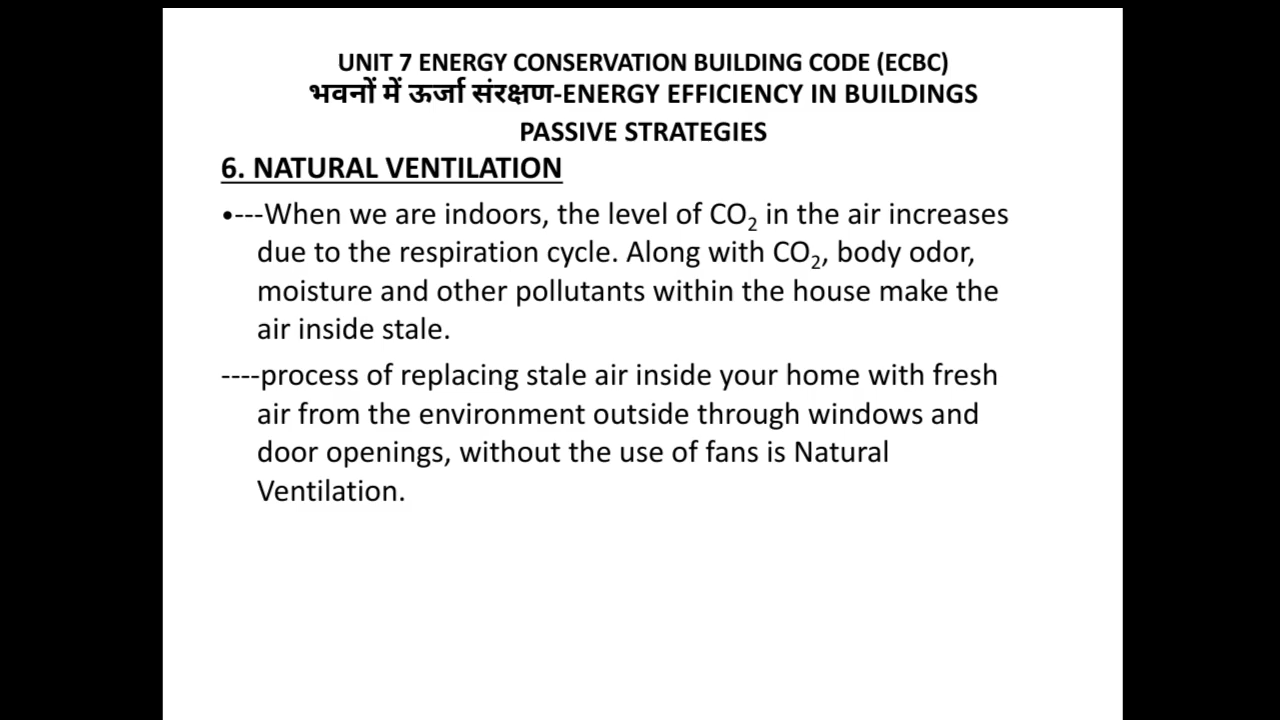 UNIT 7 ENERGY CONSERVATION BUILDING CODE (ECBC)
भवनों में ऊर्जा संरक्षण-ENERGY EFFICIENCY IN BUILDINGS
PASSIVE STRATEGIES
6. NATURAL VENTILATION
•---When we are indoors, the level of CO₂ in the air increases
due to the respiration cycle. Along with CO₂, body odor,
moisture and other pollutants within the house make the
air inside stale.
----process of replacing stale air inside your home with fresh
air from the environment outside through windows and
door openings, without the use of fans is Natural
Ventilation.